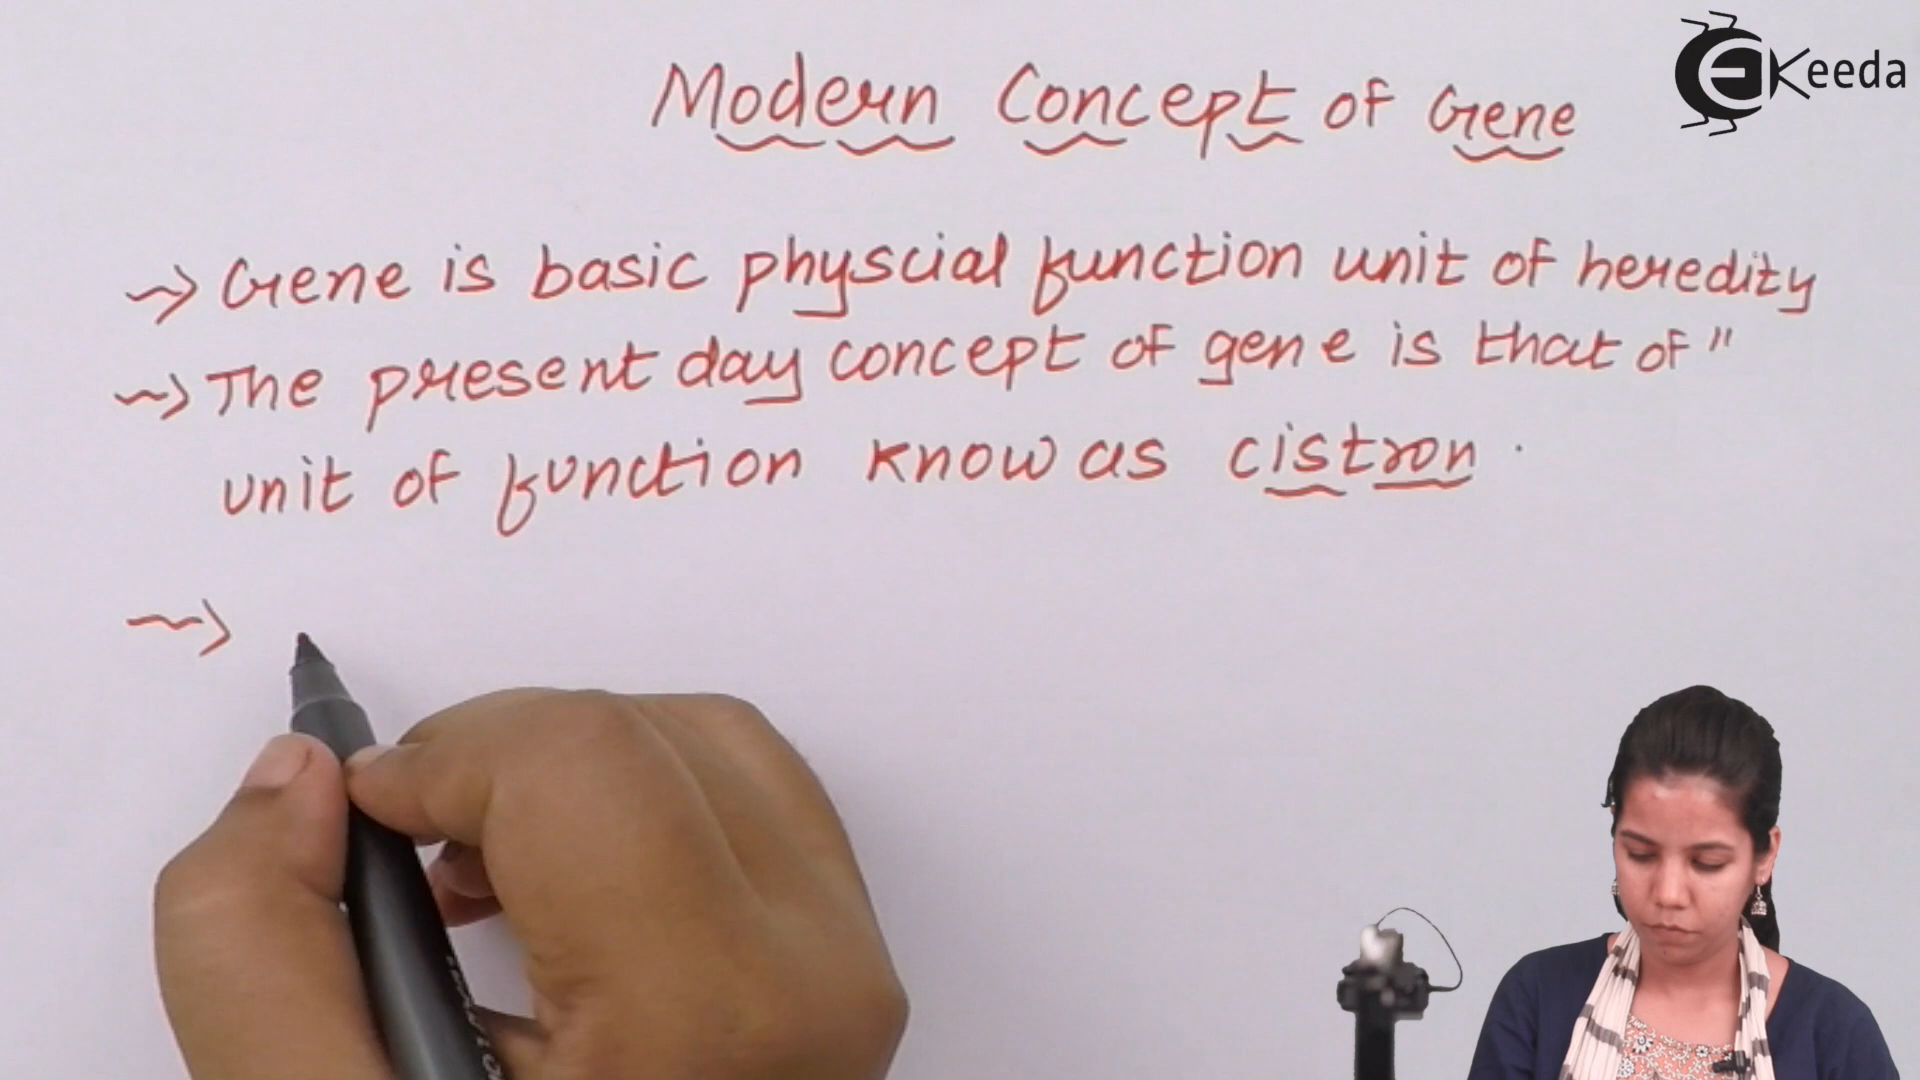 Modern Concept of Gene
EKeeda
~> Gene is basic physcial function unit of heredity
~> The present day concept of gene is that of "
unit of function know as cistron .
~>